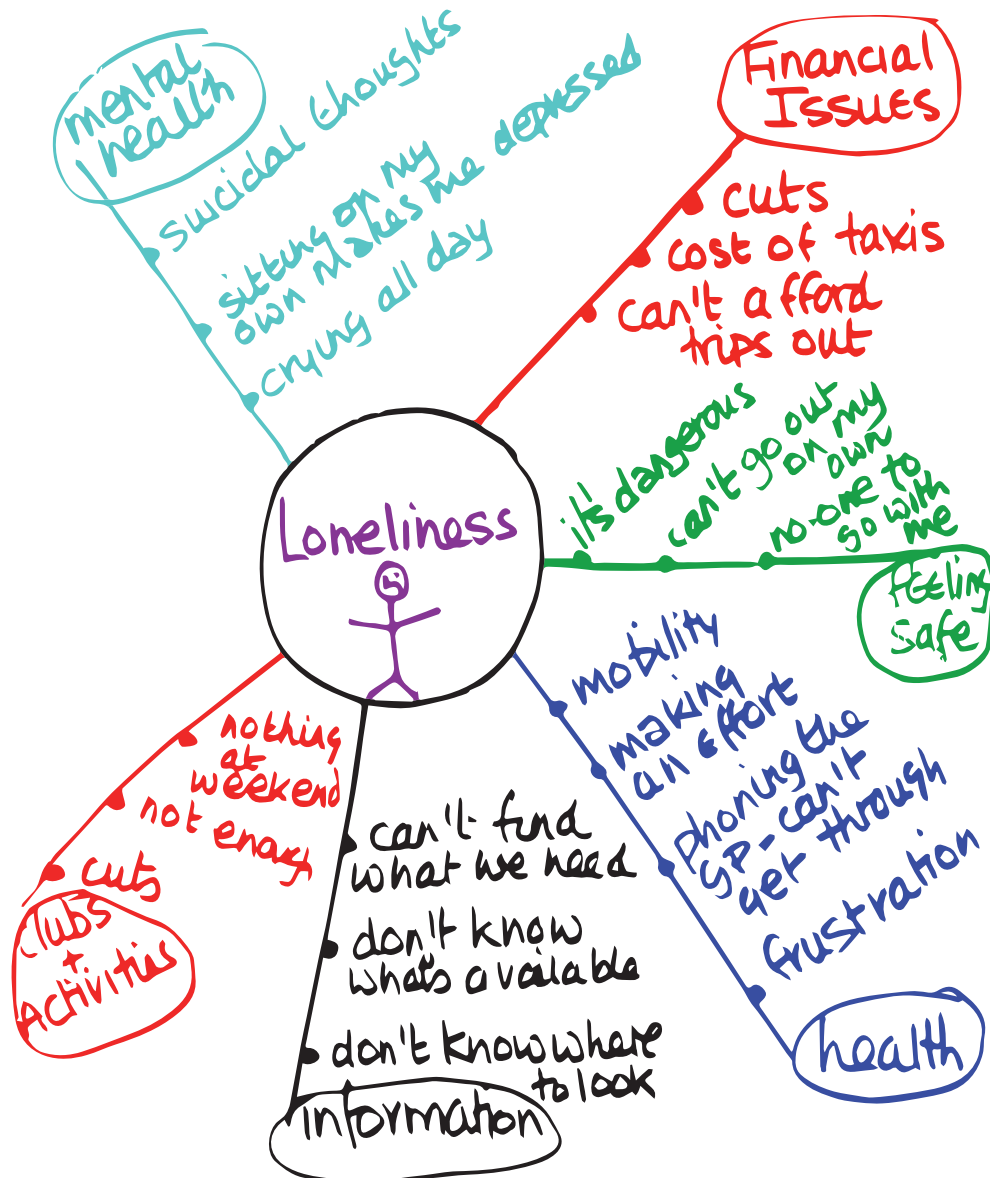 mental
health
suicidal thoughts
sitting on my
own makes me depressed
crying all day
Financial
Issues
cuts
cost of taxis
can't afford
trips out
it's dangerous
can't go out
on my
own
no-one to
go with
me
feeling
safe
Loneliness
mobility
making
an effort
phoning the
GP - can't
get through
frustration
health
can't find
what we need
don't know
what's available
don't know where
to look
information
nothing
at
weekend
not enough
cuts
Clubs
+
Activities